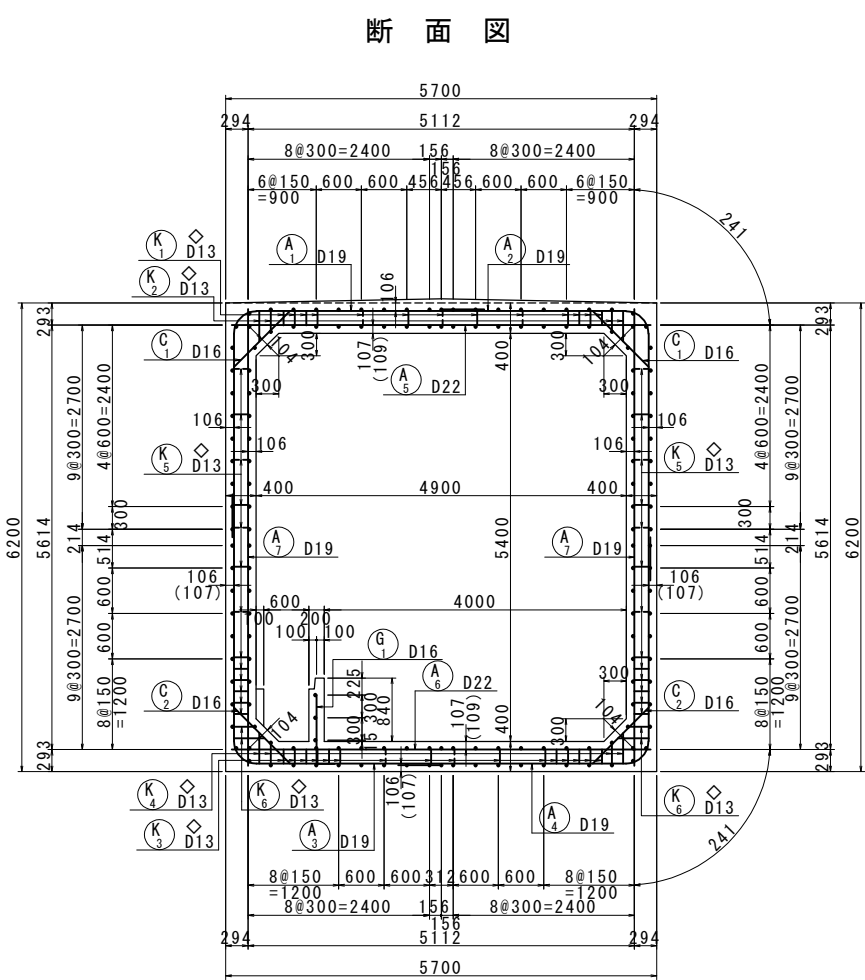 断面図
5700
294 5112 294
8@300=2400 156 8@300=2400
156
6@150 600 600 456 456 600 600 6@150
=900 =900
241
K1 ◇ D13
A1 D19
A2 D19
K2 ◇ D13
106
293 293
C1 D16
C1 D16
104 300 107 (109) 400 300 104
A5 D22
300 300
106 106
9@300=2700 4@600=2400 4@600=2400 9@300=2700
K5 ◇ D13
106 106
K5 ◇ D13
400 4900 400
300 300
6200 5614 214 514 5400 514 214 5614 6200
A7 D19
A7 D19
106 (107)
106 (107)
600 600
100 600 200 4000
100 100
G1 D16
A6 D22
600 600
9@300=2700 8@150 =1200
8@150 =1200 9@300=2700
300
225
300 840
C2 D16
C2 D16
104 300 15 107 (109) 400 300 104
293 293
106 (107)
K4 ◇ D13
K6 ◇ D13
K6 ◇ D13
K3 ◇ D13
A3 D19
A4 D19
241
8@150 600 600 312 600 600 8@150
=1200 =1200
8@300=2400 156 8@300=2400
156
294 5112 294
5700